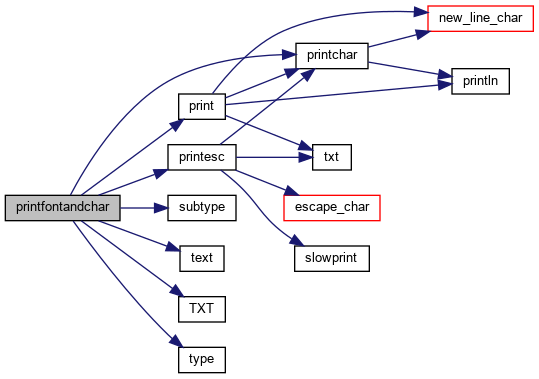 new_line_char
printchar
println
print
printesc
txt
printfontandchar
subtype
escape_char
text
slowprint
TXT
type